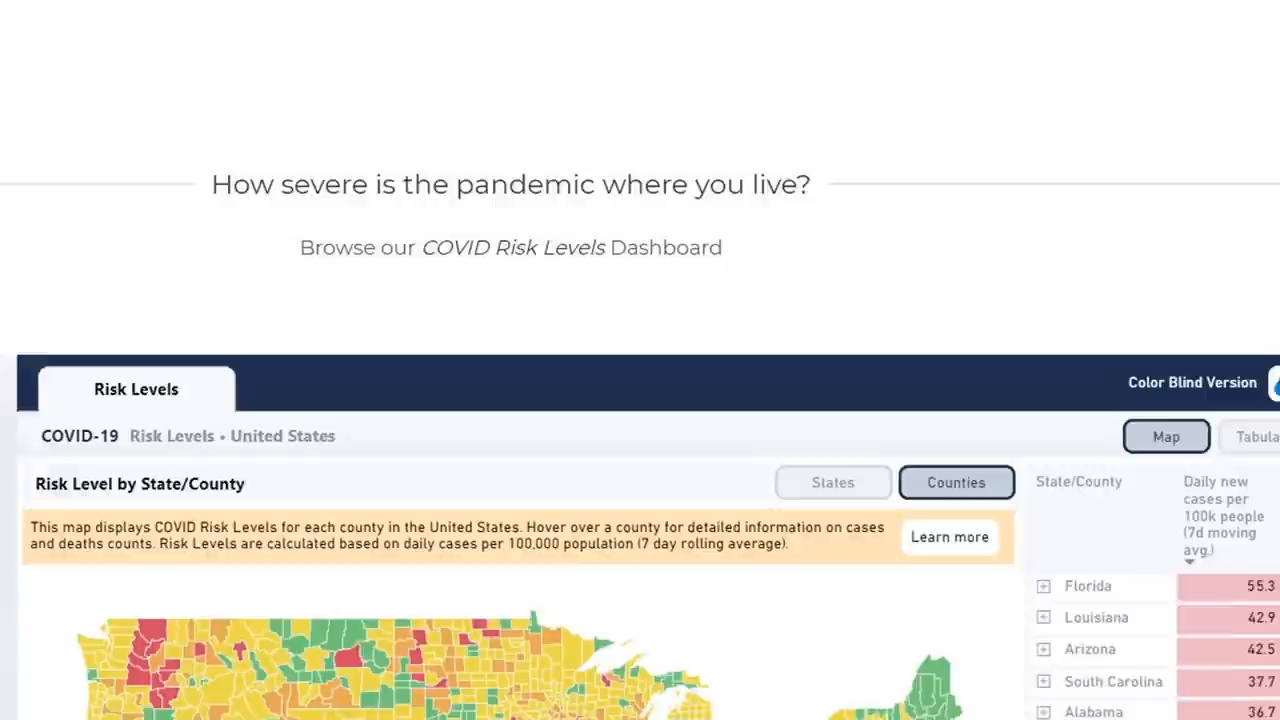 How severe is the pandemic where you live?
Browse our COVID Risk Levels Dashboard
Risk Levels
Color Blind Version
COVID-19 Risk Levels • United States
Map
Tabula
Risk Level by State/County
States
Counties
This map displays COVID Risk Levels for each county in the United States. Hover over a county for detailed information on cases
and deaths counts. Risk Levels are calculated based on daily cases per 100,000 population (7 day rolling average).
Learn more
State/County
Daily new
cases per
100k people
(7d moving
avg.)
Florida 55.3
Louisiana 42.9
Arizona 42.5
South Carolina 37.7
Alabama 36.7